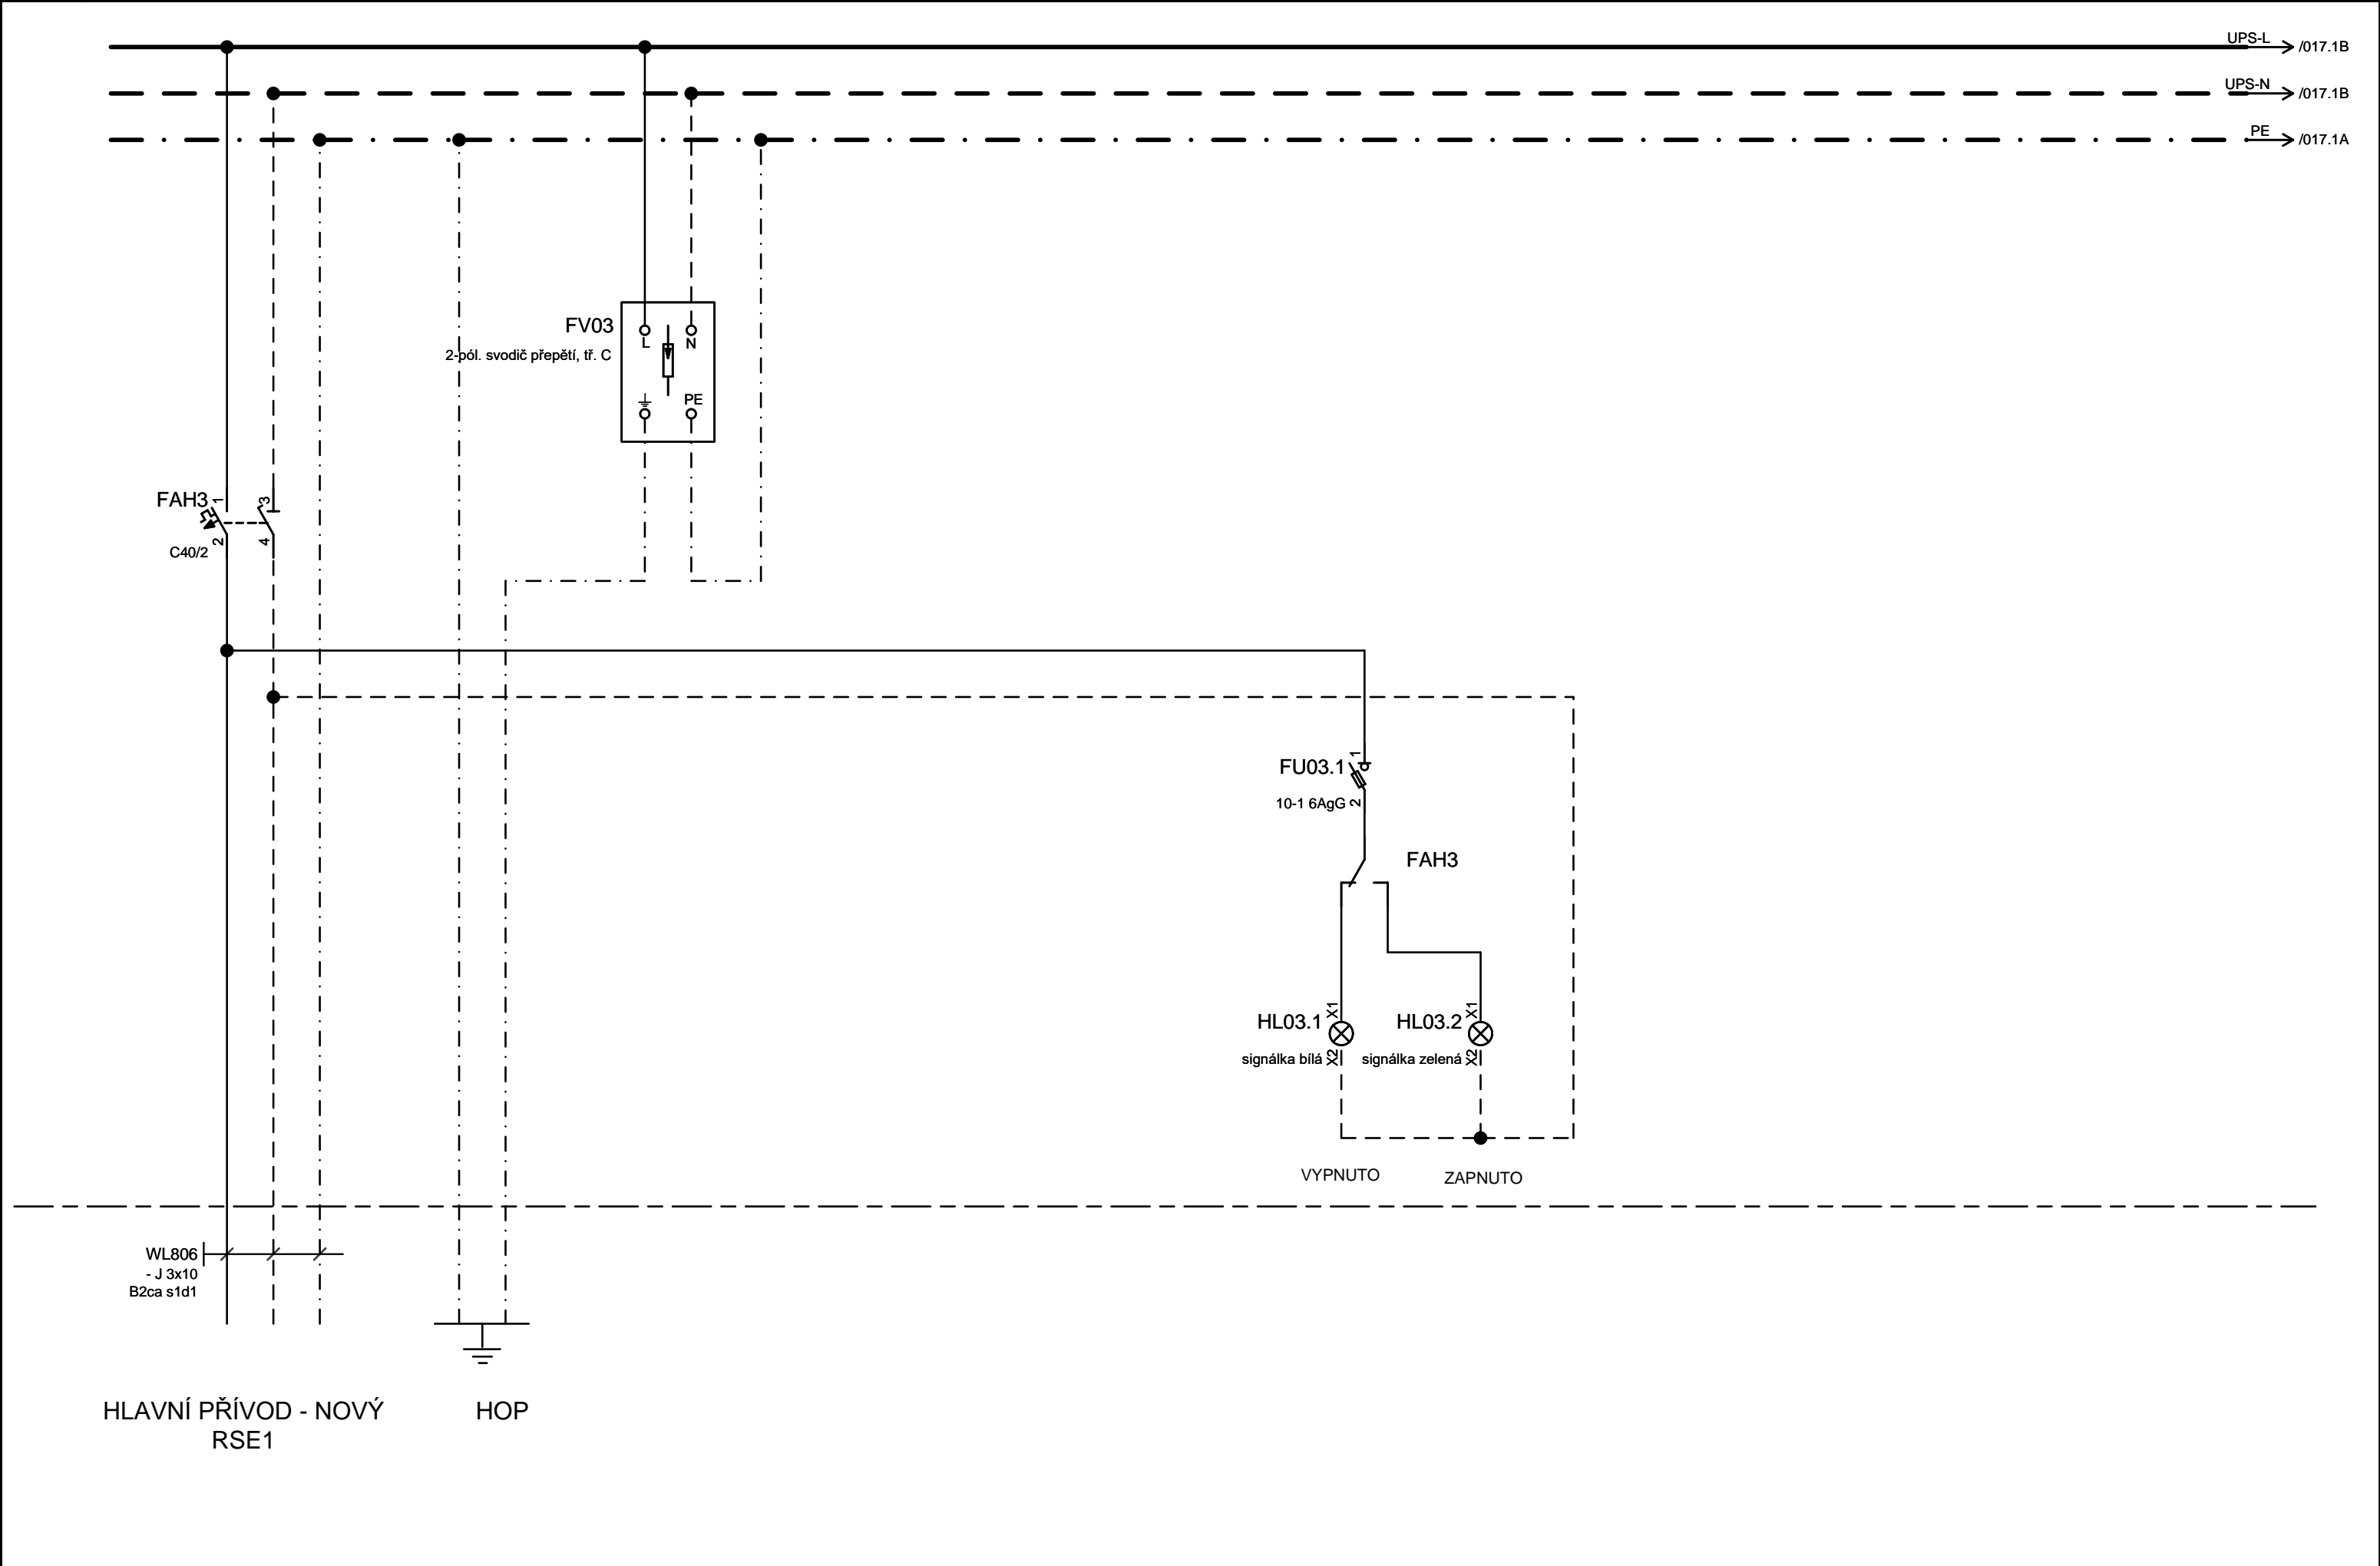 UPS-L /017.1B
UPS-N /017.1B
PE /017.1A
FV03
2-pól. svodič přepětí, tř. C
L N
PE
FAH3 1 3
C40/2 2 4
FU03.1 1
10-1 6AgG 2
FAH3
HL03.1 X1
signálka bílá X2
HL03.2 X1
signálka zelená X2
VYPNUTO
ZAPNUTO
WL806
- J 3x10
B2ca s1d1
HLAVNÍ PŘÍVOD - NOVÝ
RSE1
HOP